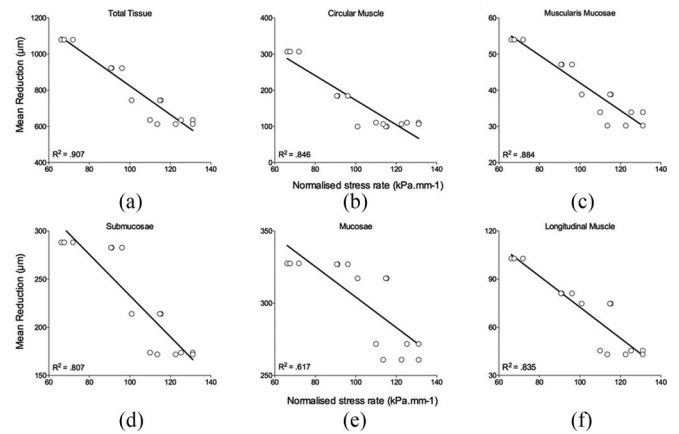 Total Tissue
Circular Muscle
Muscularis Mucosae
Mean Reduction (µm)
1200
1000
800
600
400
60 80 100 120 140
R² = .907
400
300
200
100
0
60 80 100 120 140
R² = .846
60
50
40
30
20
60 80 100 120 140
R² = .884
Normalised stress rate (kPa.mm-1)
(a)
(b)
(c)
Submucosae
Mucosae
Longitudinal Muscle
Mean Reduction (µm)
300
250
200
150
60 80 100 120 140
R² = .807
350
300
250
60 80 100 120 140
R² = .617
120
90
60
30
60 80 100 120 140
R² = .835
Normalised stress rate (kPa.mm-1)
(d)
(e)
(f)